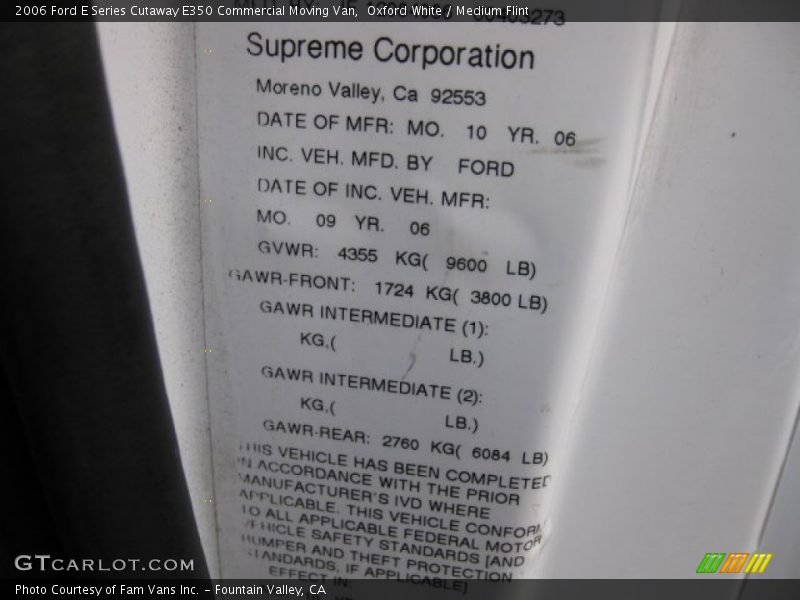 2006 Ford E Series Cutaway E350 Commercial Moving Van, Oxford White / Medium Flint
Supreme Corporation
Moreno Valley, Ca 92553
DATE OF MFR: MO. 10 YR. 06
INC. VEH. MFD. BY FORD
DATE OF INC. VEH. MFR:
MO. 09 YR. 06
GVWR: 4355 KG( 9600 LB)
GAWR-FRONT: 1724 KG( 3800 LB)
GAWR INTERMEDIATE (1):
KG.( LB.)
GAWR INTERMEDIATE (2):
KG.( LB.)
GAWR-REAR: 2760 KG( 6084 LB)
THIS VEHICLE HAS BEEN COMPLETED
IN ACCORDANCE WITH THE PRIOR
MANUFACTURER'S IVD WHERE
APPLICABLE. THIS VEHICLE CONFORM
TO ALL APPLICABLE FEDERAL MOTOR
VEHICLE SAFETY STANDARDS [AND
BUMPER AND THEFT PROTECTION
STANDARDS, IF APPLICABLE]
EFFECT IN
GTCARLOT.COM
Photo Courtesy of Fam Vans Inc. - Fountain Valley, CA